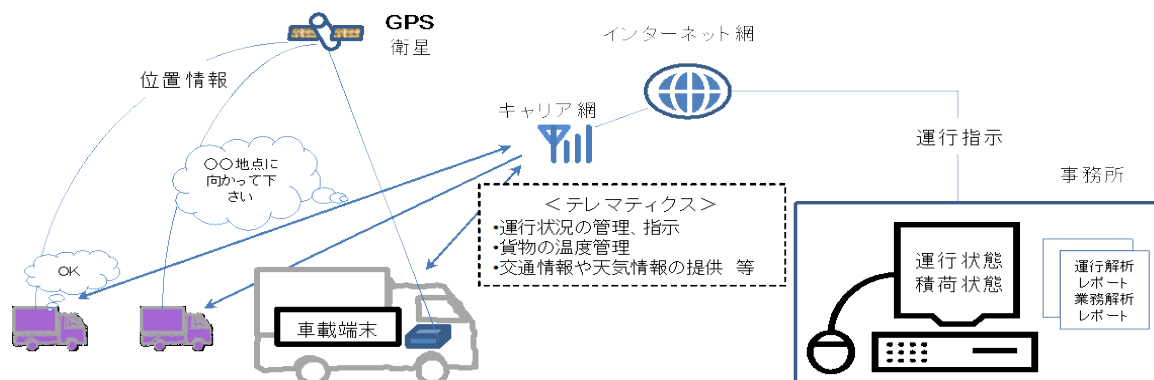 GPS
衛星
インターネット網
位置情報
キャリア網
運行指示
〇〇地点に
向かって下
さい
事務所
＜テレマティクス＞
・運行状況の管理、指示
・貨物の温度管理
・交通情報や天気情報の提供 等
OK
車載端末
運行状態
積荷状態
運行解析
レポート
業務解析
レポート